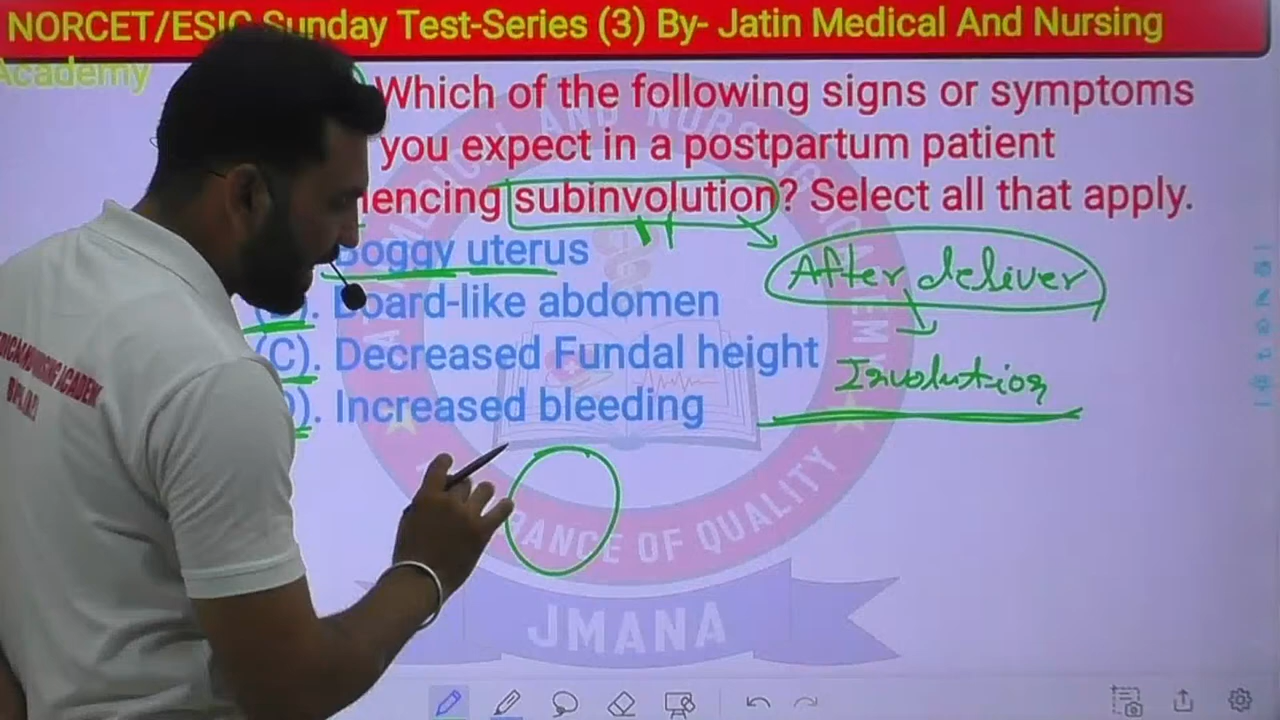 NORCET/ESIC Sunday Test-Series (3) By- Jatin Medical And Nursing
Academy
Which of the following signs or symptoms
you expect in a postpartum patient
subinvolution? Select all that apply.
Boggy uterus
Board-like abdomen
(C). Decreased Fundal height
Increased bleeding
After deliver
Involution
OF QUALITY
JMANA